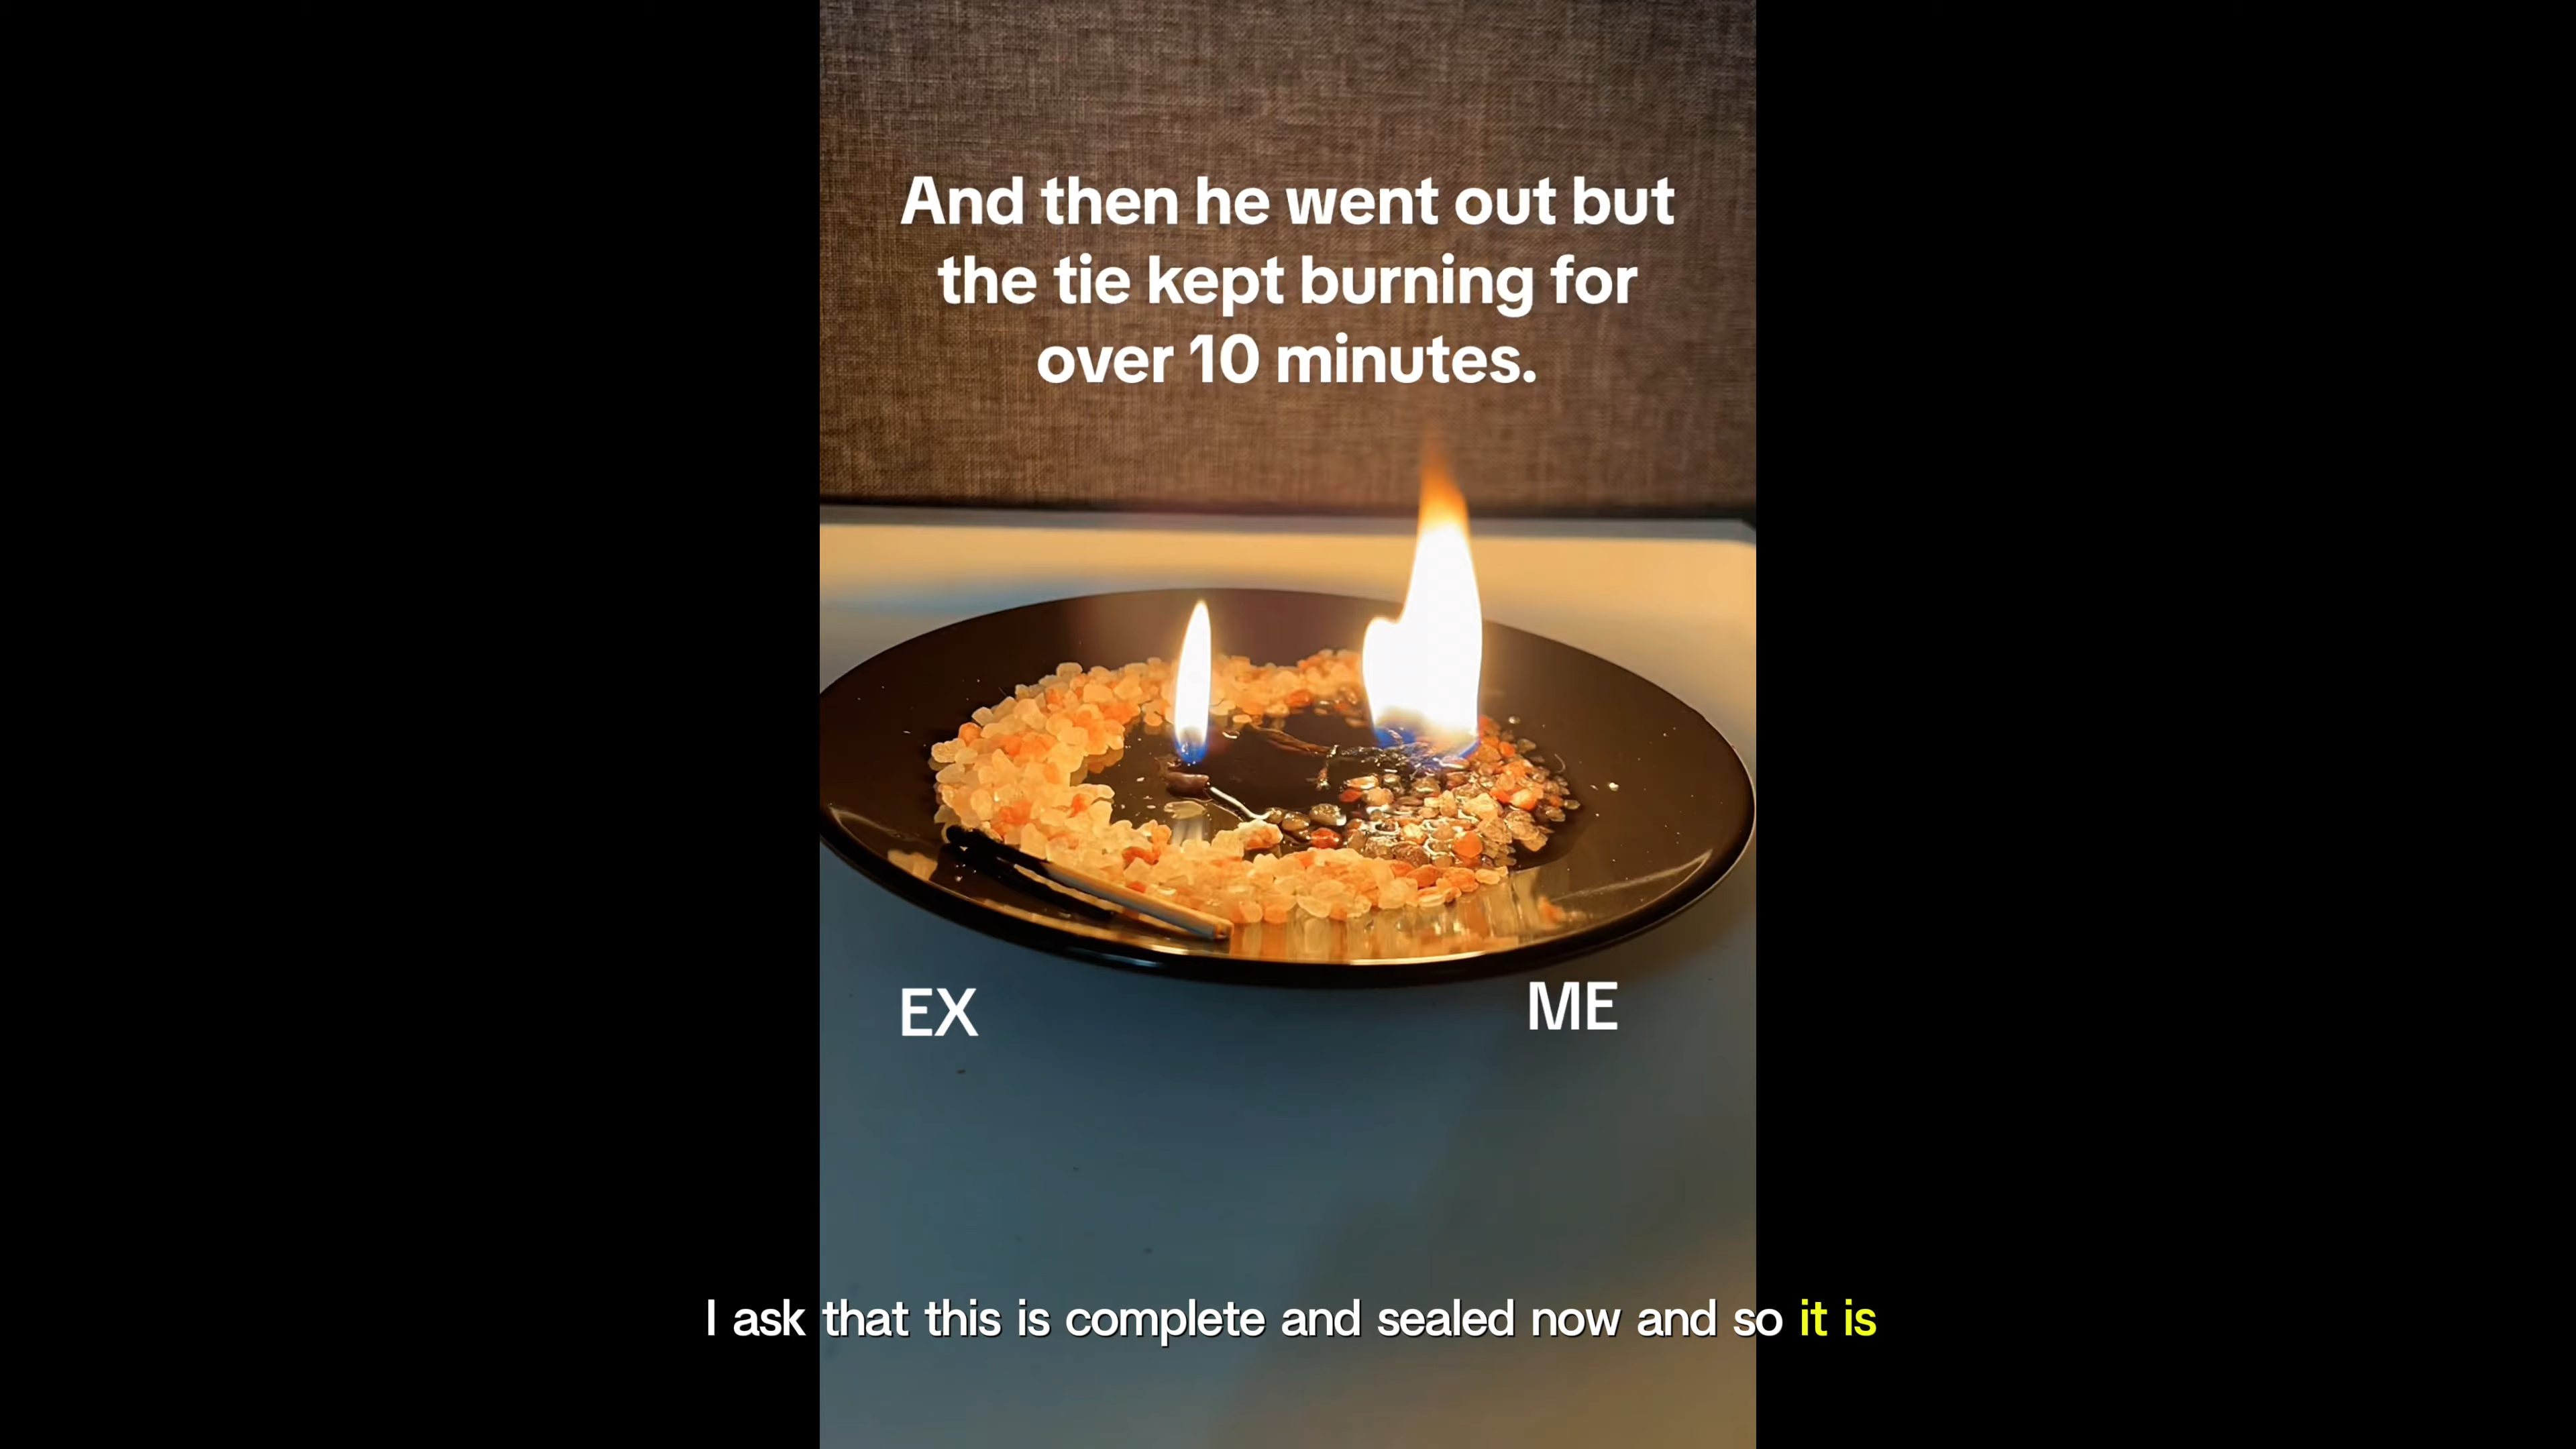 And then he went out but
the tie kept burning for
over 10 minutes.
EX
ME
I ask that this is complete and sealed now and so it is